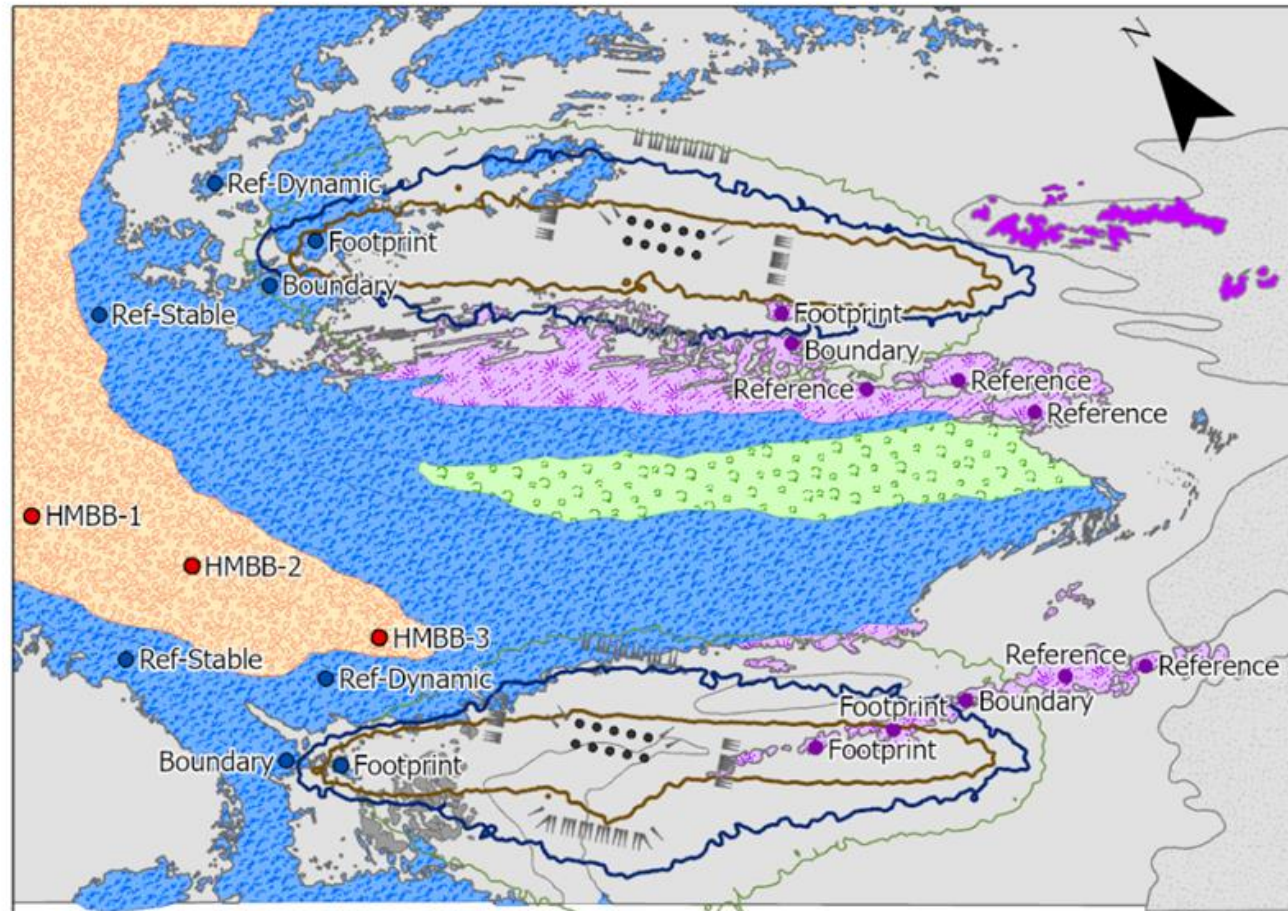 N
Ref-Dynamic
Footprint
Boundary
Ref-Stable
Footprint
Boundary
Reference
Reference
Reference
HMBB-1
HMBB-2
HMBB-3
Ref-Stable
Ref-Dynamic
Reference
Reference
Boundary
Footprint
Footprint
Boundary
Footprint